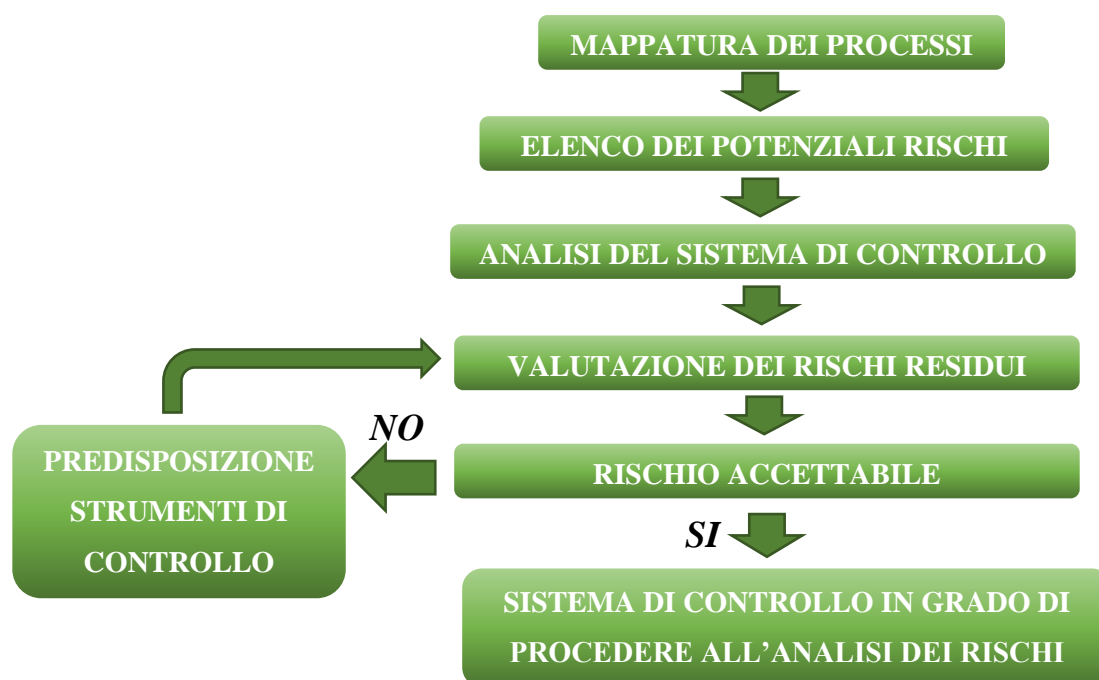 MAPPATURA DEI PROCESSI
ELENCO DEI POTENZIALI RISCHI
ANALISI DEL SISTEMA DI CONTROLLO
VALUTAZIONE DEI RISCHI RESIDUI
NO
PREDISPOSIZIONE
STRUMENTI DI
CONTROLLO
RISCHIO ACCETTABILE
SI
SISTEMA DI CONTROLLO IN GRADO DI
PROCEDERE ALL’ANALISI DEI RISCHI